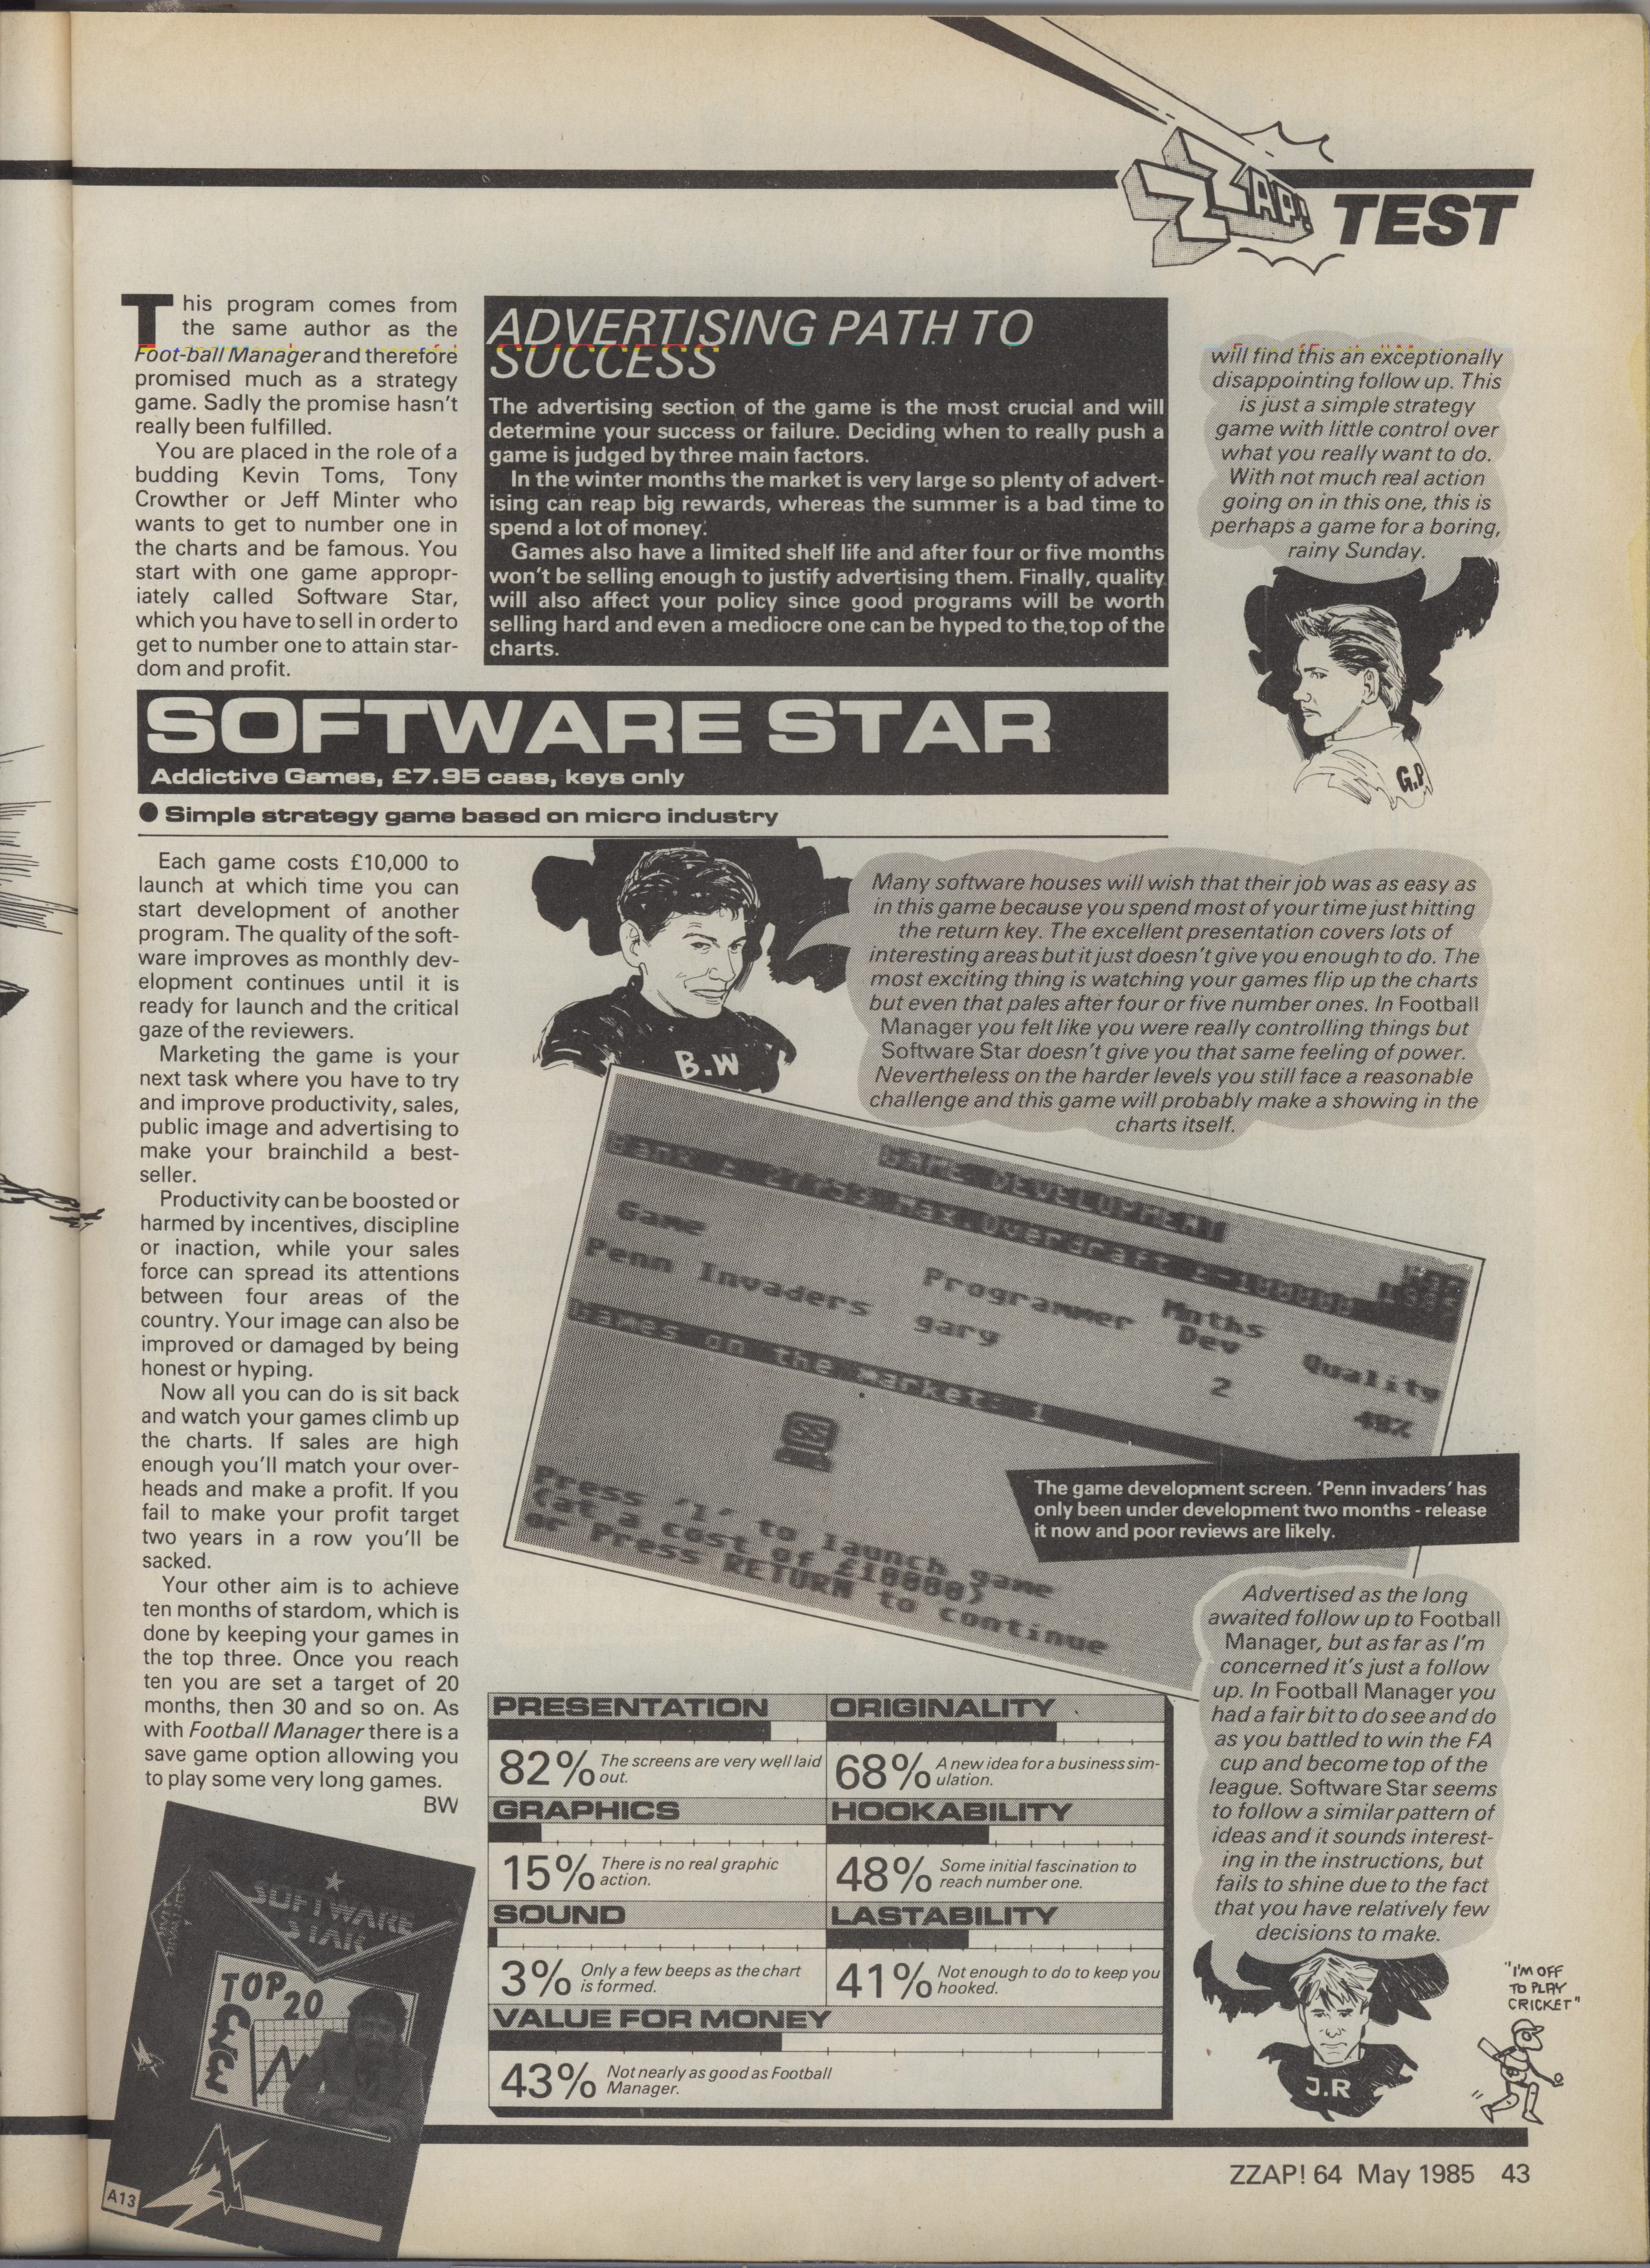 ZZAP! TEST
This program comes from
the same author as the
Foot-ball Manager and therefore
promised much as a strategy
game. Sadly the promise hasn't
really been fulfilled.
You are placed in the role of a
budding Kevin Toms, Tony
Crowther or Jeff Minter who
wants to get to number one in
the charts and be famous. You
start with one game appropr-
iately called Software Star,
which you have to sell in order to
get to number one to attain star-
dom and profit.
ADVERTISING PATH TO
SUCCESS
The advertising section of the game is the most crucial and will
determine your success or failure. Deciding when to really push a
game is judged by three main factors.
In the winter months the market is very large so plenty of advert-
ising can reap big rewards, whereas the summer is a bad time to
spend a lot of money.
Games also have a limited shelf life and after four or five months
won't be selling enough to justify advertising them. Finally, quality
will also affect your policy since good programs will be worth
selling hard and even a mediocre one can be hyped to the top of the
charts.
SOFTWARE STAR
Addictive Games, £7.95 cass, keys only
● Simple strategy game based on micro industry
Each game costs £10,000 to
launch at which time you can
start development of another
program. The quality of the soft-
ware improves as monthly dev-
elopment continues until it is
ready for launch and the critical
gaze of the reviewers.
Marketing the game is your
next task where you have to try
and improve productivity, sales,
public image and advertising to
make your brainchild a best-
seller.
Productivity can be boosted or
harmed by incentives, discipline
or inaction, while your sales
force can spread its attentions
between four areas of the
country. Your image can also be
improved or damaged by being
honest or hyping.
Now all you can do is sit back
and watch your games climb up
the charts. If sales are high
enough you'll match your over-
heads and make a profit. If you
fail to make your profit target
two years in a row you'll be
sacked.
Your other aim is to achieve
ten months of stardom, which is
done by keeping your games in
the top three. Once you reach
ten you are set a target of 20
months, then 30 and so on. As
with Football Manager there is a
save game option allowing you
to play some very long games.
BW
SOFTWARE
STAR
TOP
20
A13
B.W
Many software houses will wish that their job was as easy as
in this game because you spend most of your time just hitting
the return key. The excellent presentation covers lots of
interesting areas but it just doesn't give you enough to do. The
most exciting thing is watching your games flip up the charts
but even that pales after four or five number ones. In Football
Manager you felt like you were really controlling things but
Software Star doesn't give you that same feeling of power.
Nevertheless on the harder levels you still face a reasonable
challenge and this game will probably make a showing in the
charts itself.
GAME DEVELOPMENT
Bank : 27753 Max.Overdraft :-100000
Game Programmer Mnths Dev Quality
Penn Invaders gary 2 49%
Games on the market: 1
SS
Press '1' to launch game
(at a cost of £10000)
or Press RETURN to continue
The game development screen. 'Penn invaders' has
only been under development two months - release
it now and poor reviews are likely.
PRESENTATION
82% The screens are very well laid
out.
ORIGINALITY
68% A new idea for a business sim-
ulation.
GRAPHICS
15% There is no real graphic
action.
HOOKABILITY
48% Some initial fascination to
reach number one.
SOUND
3% Only a few beeps as the chart
is formed.
LASTABILITY
41% Not enough to do to keep you
hooked.
VALUE FOR MONEY
43% Not nearly as good as Football
Manager.
Advertised as the long
awaited follow up to Football
Manager, but as far as I'm
concerned it's just a follow
up. In Football Manager you
had a fair bit to do see and do
as you battled to win the FA
cup and become top of the
league. Software Star seems
to follow a similar pattern of
ideas and it sounds interest-
ing in the instructions, but
fails to shine due to the fact
that you have relatively few
decisions to make.
J.R
will find this an exceptionally
disappointing follow up. This
is just a simple strategy
game with little control over
what you really want to do.
With not much real action
going on in this one, this is
perhaps a game for a boring,
rainy Sunday.
G.P
"I'M OFF
TO PLAY
CRICKET"
ZZAP! 64 May 1985 43